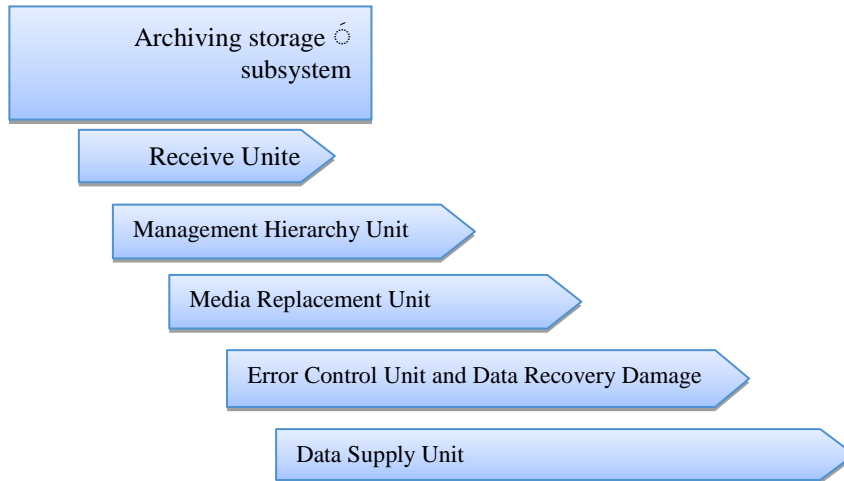 Archiving storage ́
subsystem
Receive Unite
Management Hierarchy Unit
Media Replacement Unit
Error Control Unit and Data Recovery Damage
Data Supply Unit